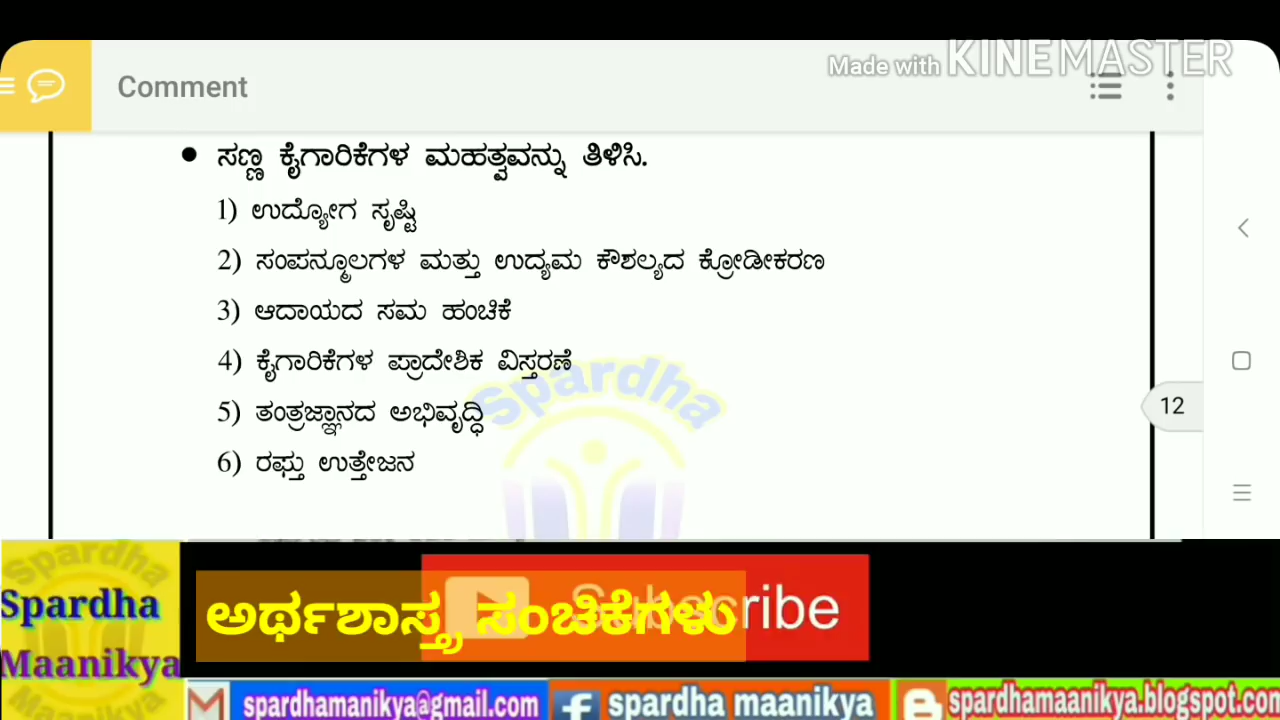 Made with KINEMASTER
Comment
● ಸಣ್ಣ ಕೈಗಾರಿಕೆಗಳ ಮಹತ್ವವನ್ನು ತಿಳಿಸಿ.
1) ಉದ್ಯೋಗ ಸೃಷ್ಟಿ
2) ಸಂಪನ್ಮೂಲಗಳ ಮತ್ತು ಉದ್ಯಮ ಕೌಶಲ್ಯದ ಕ್ರೋಡೀಕರಣ
3) ಆದಾಯದ ಸಮ ಹಂಚಿಕೆ
4) ಕೈಗಾರಿಕೆಗಳ ಪ್ರಾದೇಶಿಕ ವಿಸ್ತರಣೆ
12
5) ತಂತ್ರಜ್ಞಾನದ ಅಭಿವೃದ್ಧಿ
6) ರಫ್ತು ಉತ್ತೇಜನ
Spardha
Spardha
Maanikya
ಅರ್ಥಶಾಸ್ತ್ರ ಸಂಚಿಕೆಗಳು
Subscribe
spardhamanikya@gmail.com
spardha maanikya
spardhamaanikya.blogspot.com